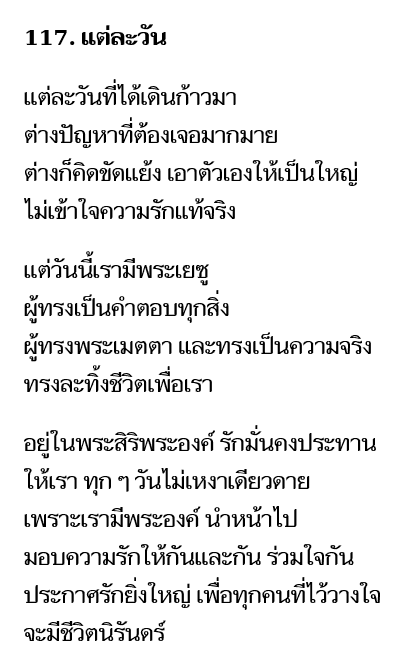 117. แต่ละวัน
แต่ละวันที่ได้เดินก้าวมา
ต่างปัญหาที่ต้องเจอมากมาย
ต่างก็คิดขัดแย้ง เอาตัวเองให้เป็นใหญ่
ไม่เข้าใจความรักแท้จริง
แต่วันนี้เรามีพระเยซู
ผู้ทรงเป็นคำตอบทุกสิ่ง
ผู้ทรงพระเมตตา และทรงเป็นความจริง
ทรงละทิ้งชีวิตเพื่อเรา
อยู่ในพระสิริพระองค์ รักมั่นคงประทาน
ให้เรา ทุก ๆ วันไม่เหงาเดียวดาย
เพราะเรามีพระองค์ นำหน้าไป
มอบความรักให้กันและกัน ร่วมใจกัน
ประกาศรักยิ่งใหญ่ เพื่อทุกคนที่ไว้วางใจ
จะมีชีวิตนิรันดร์